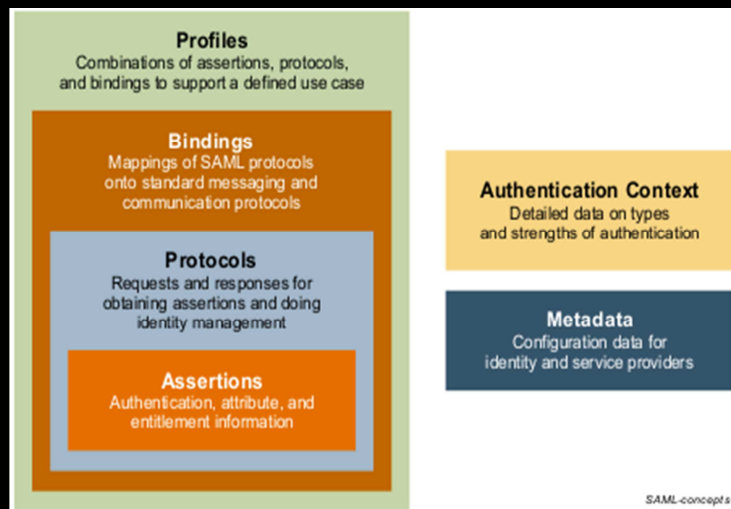 Profiles
Combinations of assertions, protocols,
and bindings to support a defined use case
Bindings
Mappings of SAML protocols
onto standard messaging and
communication protocols
Protocols
Requests and responses for
obtaining assertions and doing
identity management
Assertions
Authentication, attribute, and
entitlement information
Authentication Context
Detailed data on types
and strengths of authentication
Metadata
Configuration data for
identity and service providers
SAML-concepts